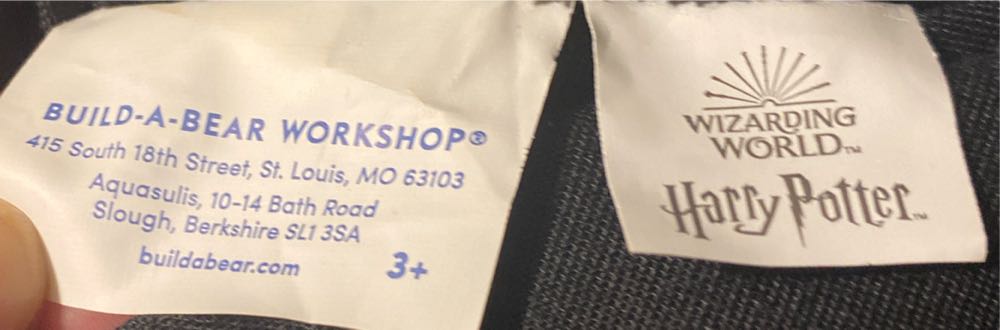 BUILD-A-BEAR WORKSHOP®
415 South 18th Street, St. Louis, MO 63103
Aquasulis, 10-14 Bath Road
Slough, Berkshire SL1 3SA
buildabear.com
3+
WIZARDING
WORLD™
Harry Potter™